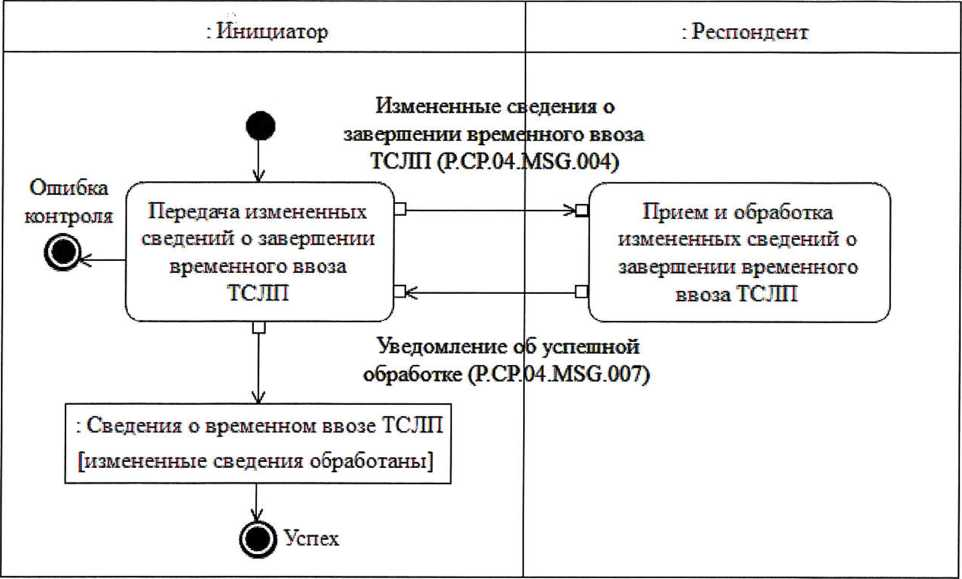 : Инициатор
: Респондент
Измененные сведения о
завершении временного ввоза
ТСЛП (P.CP.04.MSG.004)
Ошибка
контроля
Передача измененных
сведений о завершении
временного ввоза
ТСЛП
Прием и обработка
измененных сведений о
завершении временного
ввоза ТСЛП
Уведомление об успешной
обработке (P.CP.04.MSG.007)
: Сведения о временном ввозе ТСЛП
[измененные сведения обработаны]
Успех